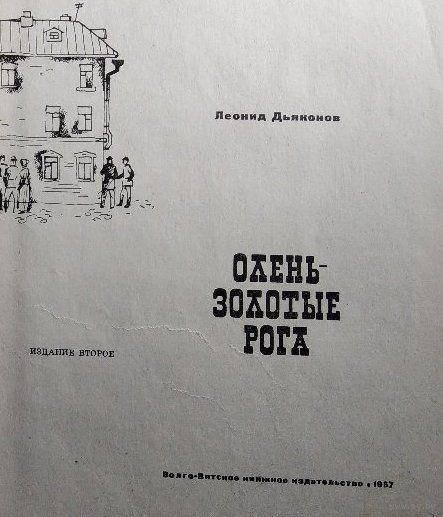 Леонид Дьяконов
ОЛЕНЬ-
ЗОЛОТЫЕ
РОГА
ИЗДАНИЕ ВТОРОЕ
Волго-Вятское книжное издательство • 1967